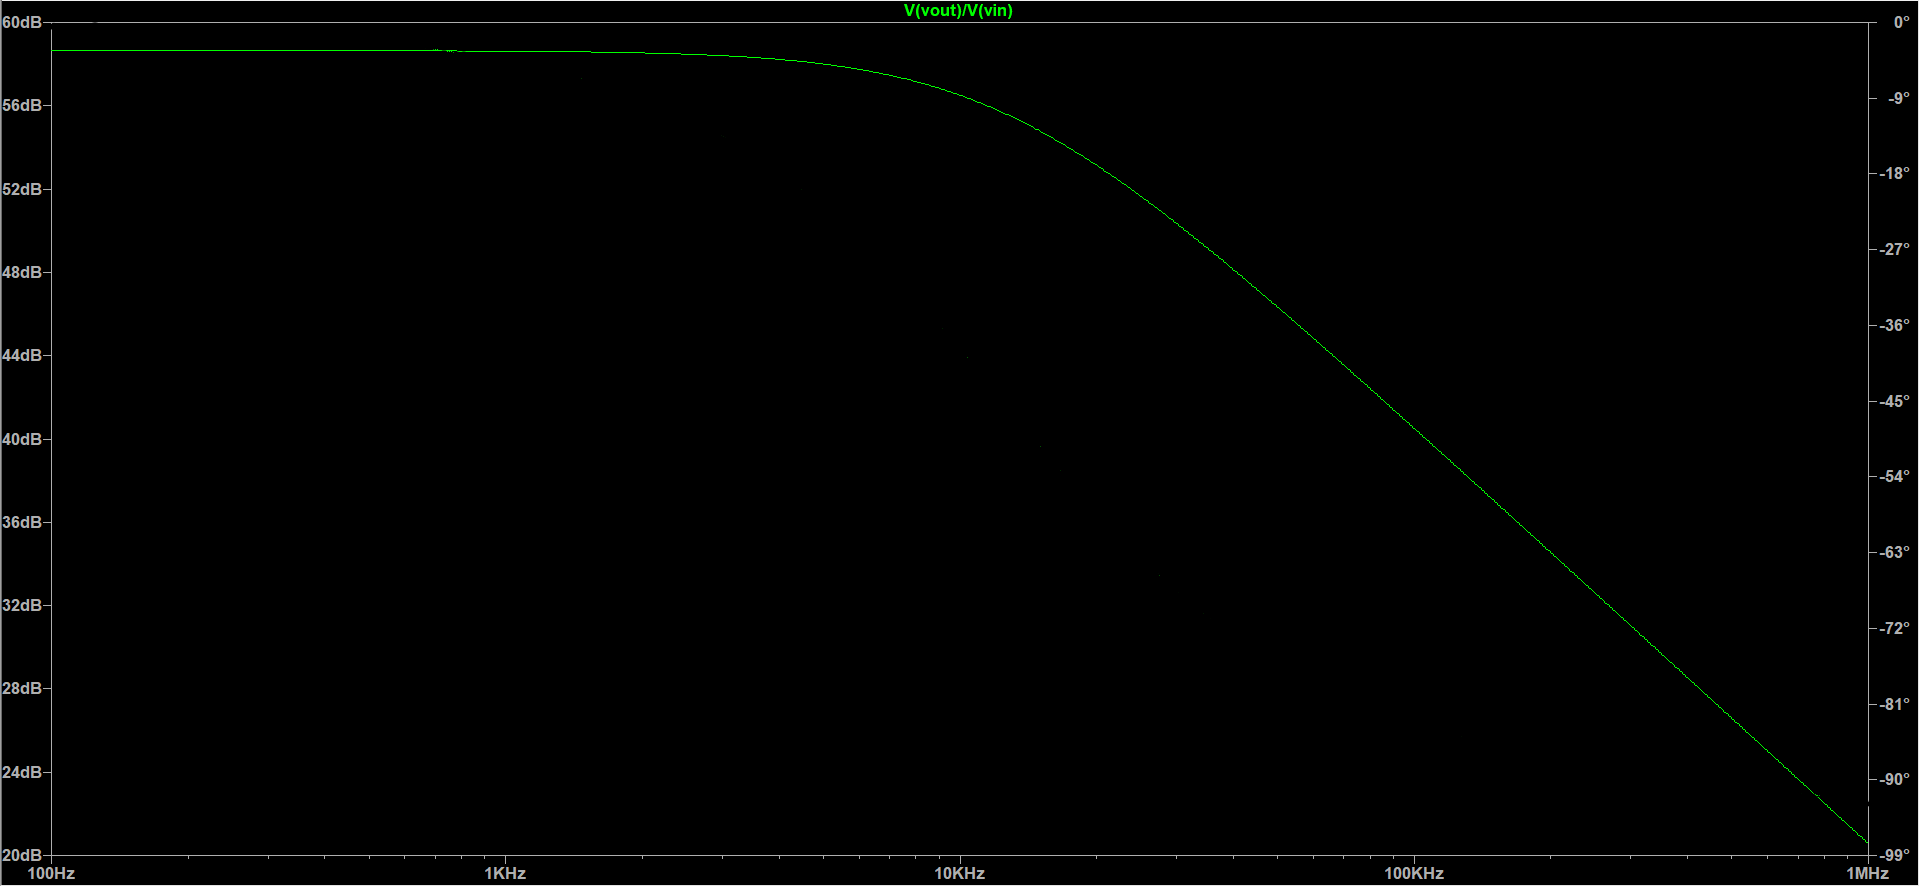 V(vout)/V(vin)
60dB
56dB
52dB
48dB
44dB
40dB
36dB
32dB
28dB
24dB
20dB
0°
-9°
-18°
-27°
-36°
-45°
-54°
-63°
-72°
-81°
-90°
-99°
100Hz 1KHz 10KHz 100KHz 1MHz